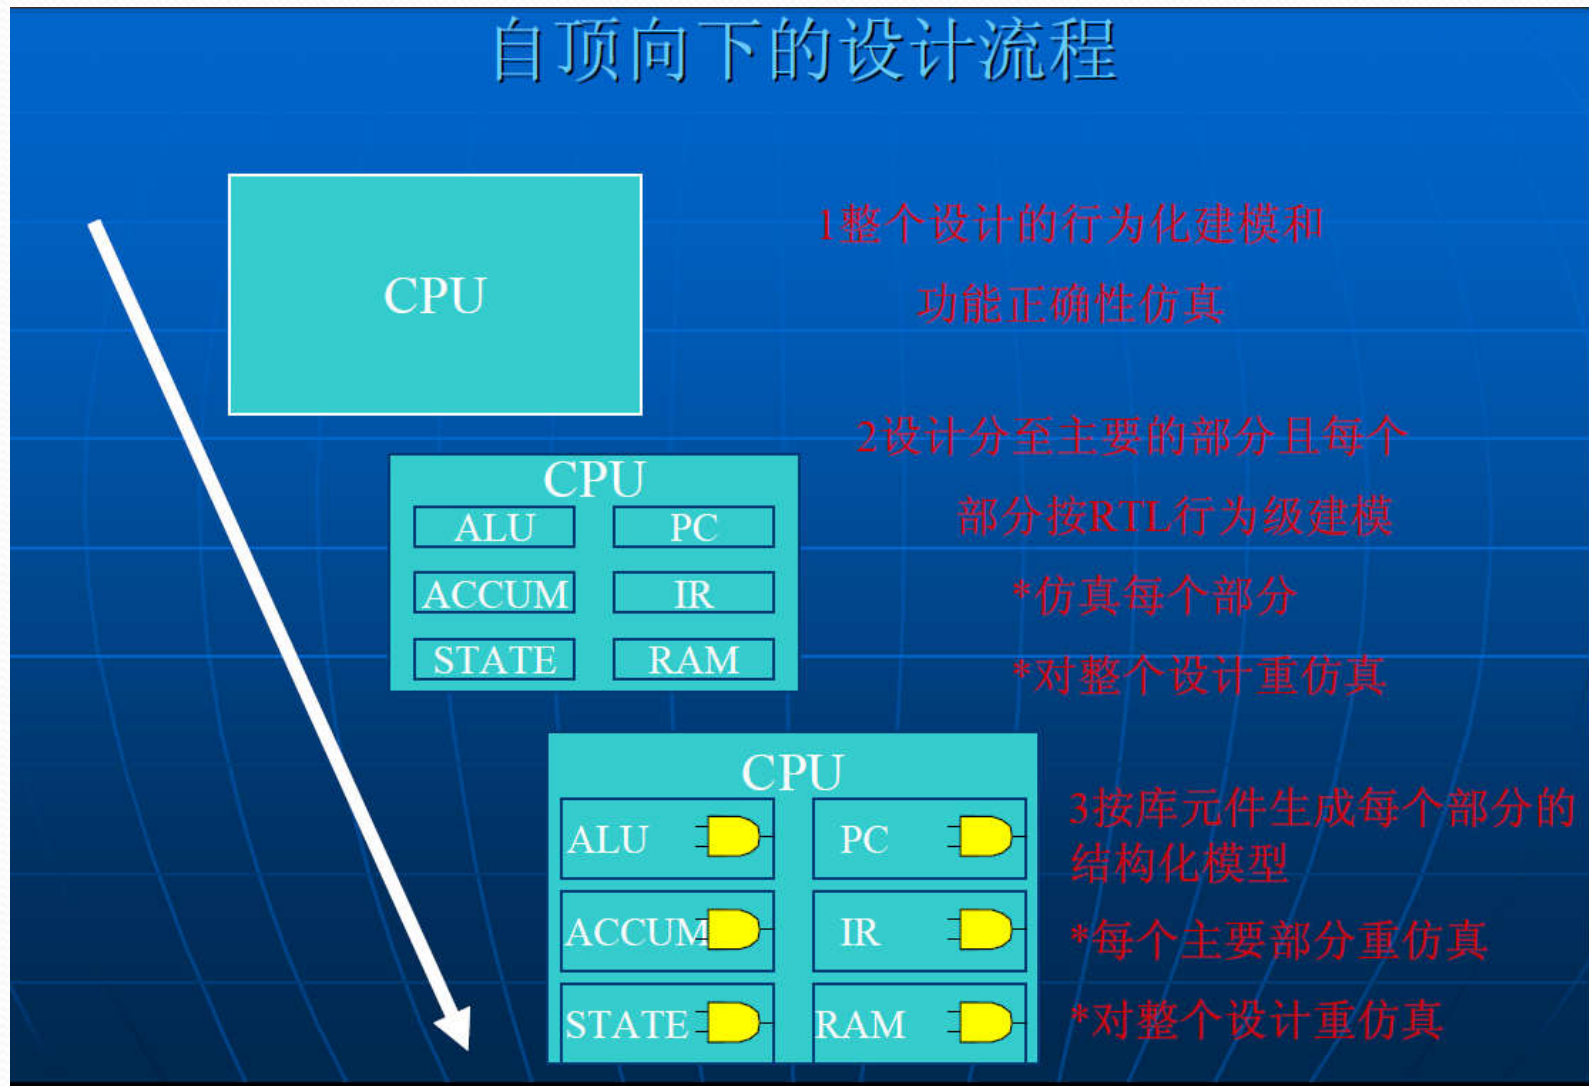 自顶向下的设计流程
CPU
1整个设计的行为化建模和
功能正确性仿真
CPU
ALU PC
ACCUM IR
STATE RAM
2设计分至主要的部分且每个
部分按RTL行为级建模
*仿真每个部分
*对整个设计重仿真
CPU
ALU PC
ACCUM IR
STATE RAM
3按库元件生成每个部分的
结构化模型
*每个主要部分重仿真
*对整个设计重仿真